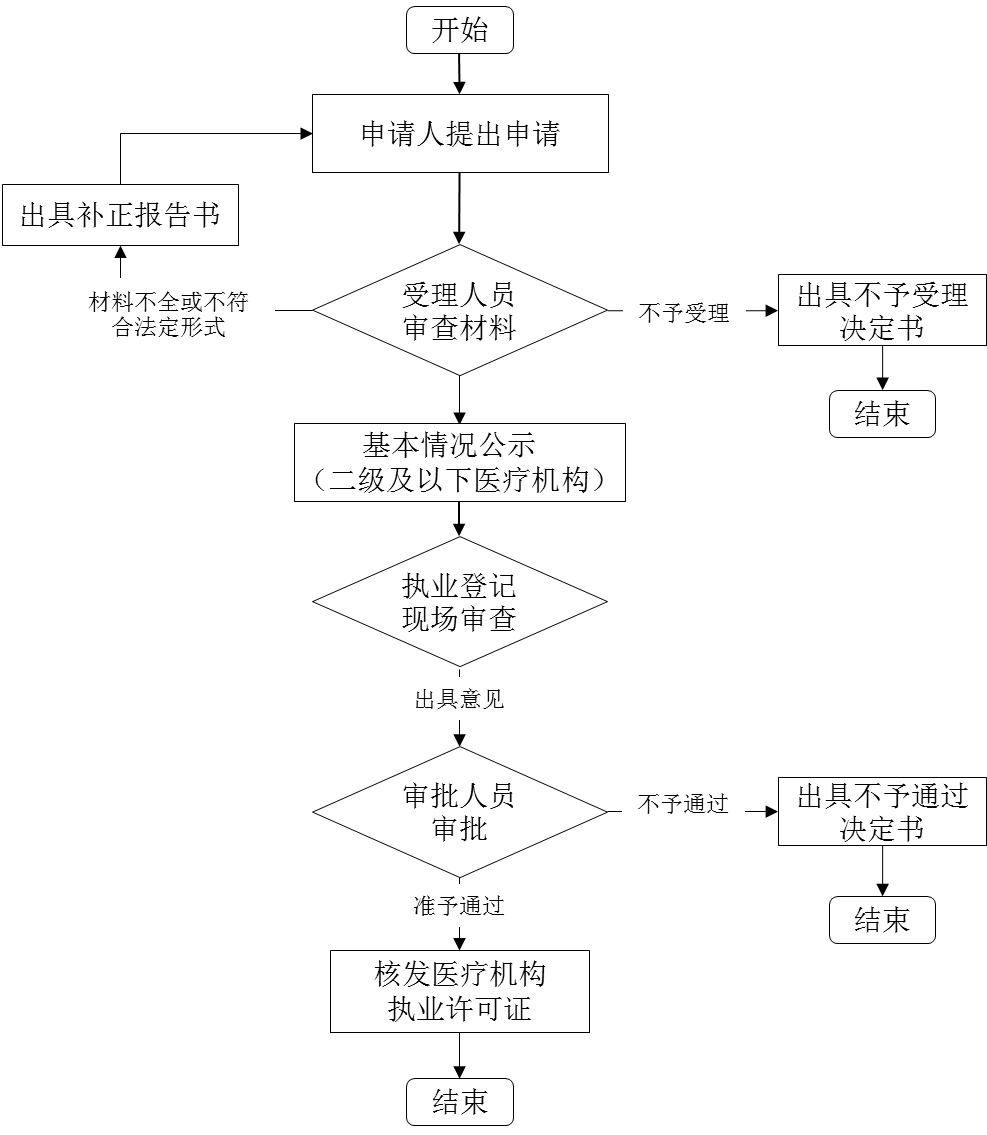 开始
申请人提出申请
出具补正报告书
材料不全或不符
合法定形式
受理人员
审查材料
不予受理
出具不予受理
决定书
结束
基本情况公示
（二级及以下医疗机构）
执业登记
现场审查
出具意见
审批人员
审批
不予通过
出具不予通过
决定书
结束
准予通过
核发医疗机构
执业许可证
结束